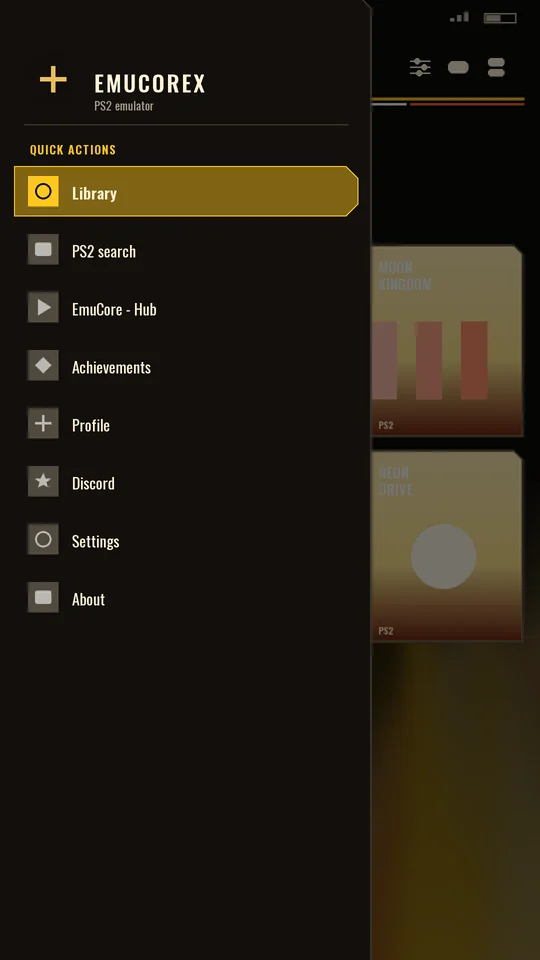 EMUCOREX
PS2 emulator
QUICK ACTIONS
Library
PS2 search
EmuCore - Hub
Achievements
Profile
Discord
Settings
About
MOON
KINGDOM
PS2
NEON
DRIVE
PS2